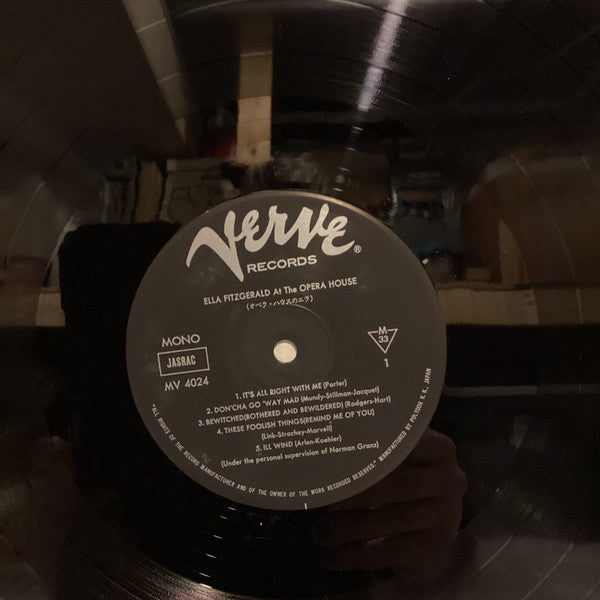 Verve®
RECORDS
ELLA FITZGERALD At The OPERA HOUSE
(オペラ・ハウスのエラ)
MONO
JASRAC
MV 4024
M
33
1
1. IT'S ALL RIGHT WITH ME (Porter)
2. DON'CHA GO 'WAY MAD (Mundy-Stillman-Jacquet)
3. BEWITCHED(BOTHERED AND BEWILDERED) (Rodgers-Hart)
4. THESE FOOLISH THINGS(REMIND ME OF YOU)
(Link-Strachey-Marvell)
5. ILL WIND (Arlen-Koehler)
(Under the personal supervision of Norman Granz)
"ALL RIGHTS OF THE RECORD MANUFACTURER AND OF THE OWNER OF THE WORK RECORDED RESERVED." MANUFACTURED BY POLYDOR K. K., JAPAN